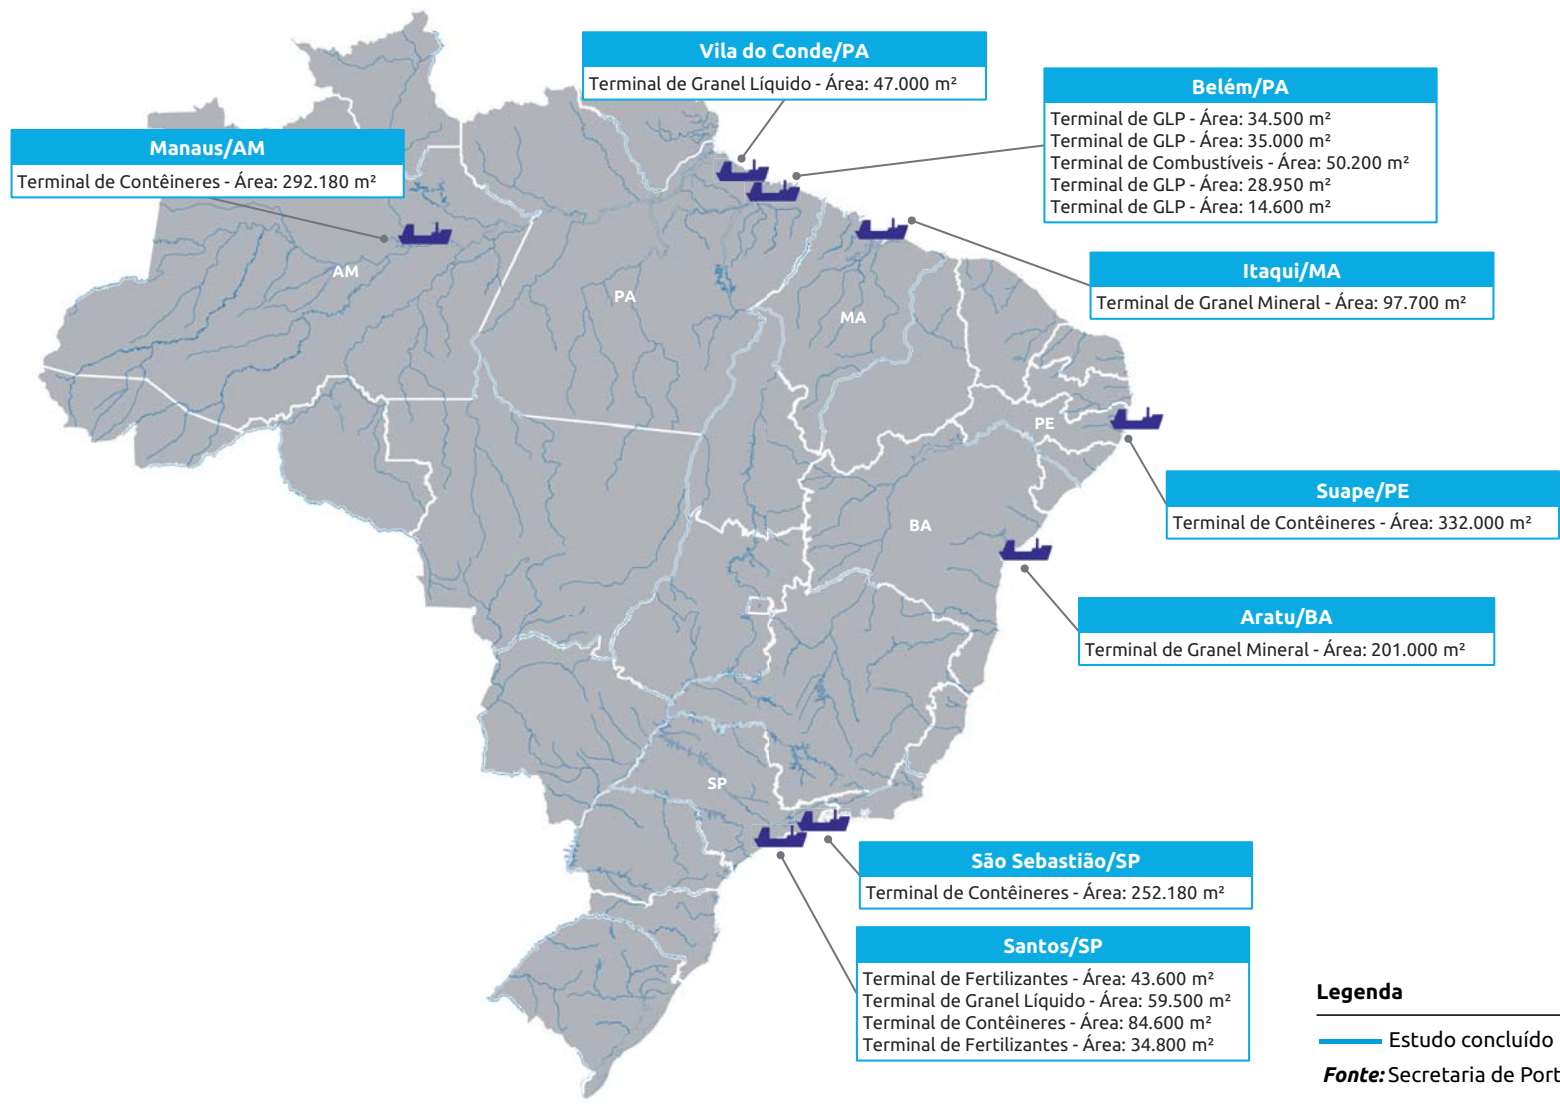 Vila do Conde/PA
Terminal de Granel Líquido - Área: 47.000 m²
Belém/PA
Terminal de GLP - Área: 34.500 m²
Terminal de GLP - Área: 35.000 m²
Terminal de Combustíveis - Área: 50.200 m²
Terminal de GLP - Área: 28.950 m²
Terminal de GLP - Área: 14.600 m²
Manaus/AM
Terminal de Contêineres - Área: 292.180 m²
Itaqui/MA
Terminal de Granel Mineral - Área: 97.700 m²
AM
PA
MA
PE
Suape/PE
Terminal de Contêineres - Área: 332.000 m²
BA
Aratu/BA
Terminal de Granel Mineral - Área: 201.000 m²
SP
São Sebastião/SP
Terminal de Contêineres - Área: 252.180 m²
Santos/SP
Terminal de Fertilizantes - Área: 43.600 m²
Terminal de Granel Líquido - Área: 59.500 m²
Terminal de Contêineres - Área: 84.600 m²
Terminal de Fertilizantes - Área: 34.800 m²
Legenda
Estudo concluído
Fonte: Secretaria de Port